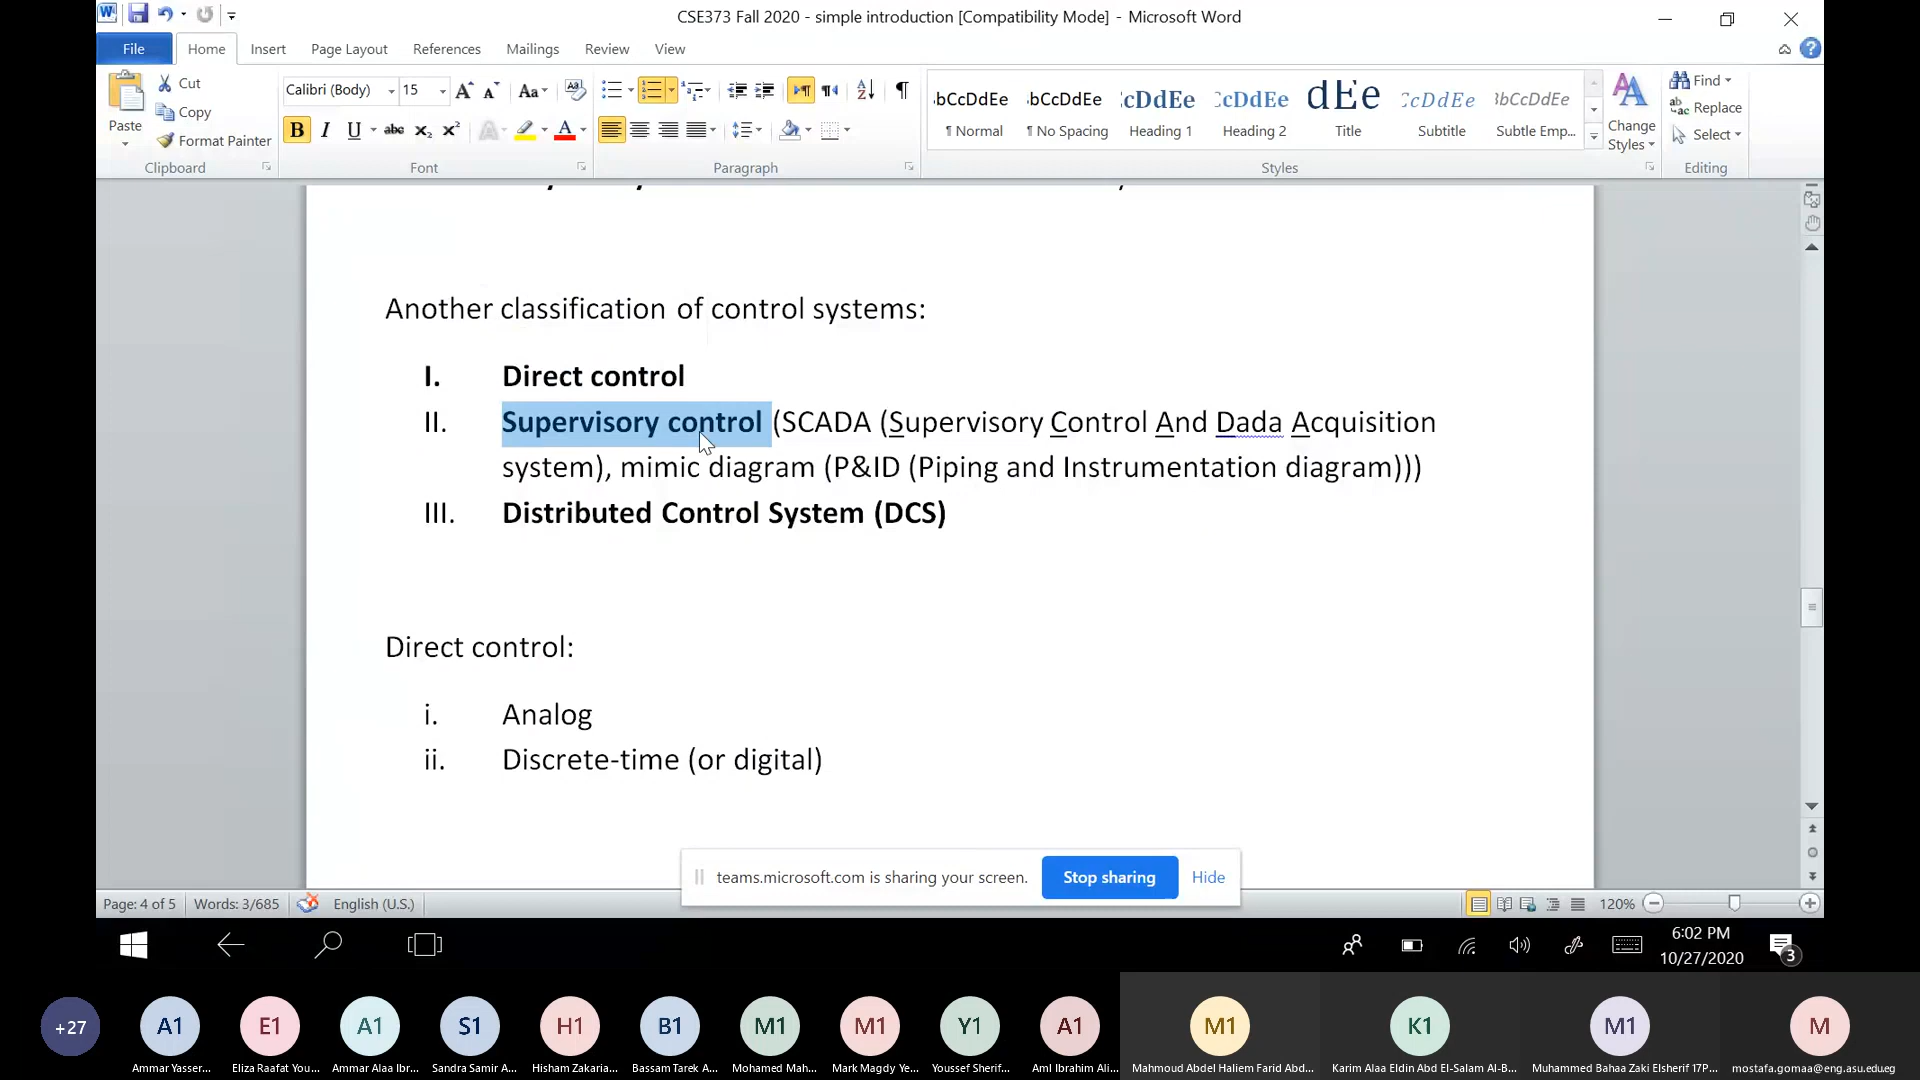 CSE373 Fall 2020 - simple introduction [Compatibility Mode] - Microsoft Word
File Home Insert Page Layout References Mailings Review View
Paste
Cut
Copy
Format Painter
Clipboard
Calibri (Body) 15
Font
Paragraph
bCcDdEe bCcDdEe cDdEe cCcDdEe dEe CcDdEe BbCcDdEe
¶ Normal ¶ No Spacing Heading 1 Heading 2 Title Subtitle Subtle Emp...
Styles
Change
Styles
Find
Replace
Select
Editing
Another classification of control systems:
I. Direct control
II. Supervisory control (SCADA (Supervisory Control And Dada Acquisition
system), mimic diagram (P&ID (Piping and Instrumentation diagram)))
III. Distributed Control System (DCS)
Direct control:
i. Analog
ii. Discrete-time (or digital)
teams.microsoft.com is sharing your screen. Stop sharing Hide
Page: 4 of 5 Words: 3/685 English (U.S.) 120%
6:02 PM
10/27/2020
3
+27 A1 E1 A1 S1 H1 B1 M1 M1 Y1 A1 M1 K1 M1 M
Ammar Yasser... Eliza Raafat You... Ammar Alaa Ibr... Sandra Samir A... Hisham Zakaria... Bassam Tarek A... Mohamed Mah... Mark Magdy Ye... Youssef Sherif... Aml Ibrahim Ali... Mahmoud Abdel Haliem Farid Abd... Karim Alaa Eldin Abd El-Salam Al-B... Muhammed Bahaa Zaki Elsherif 17P... mostafa.gomaa@eng.asu.edu.eg